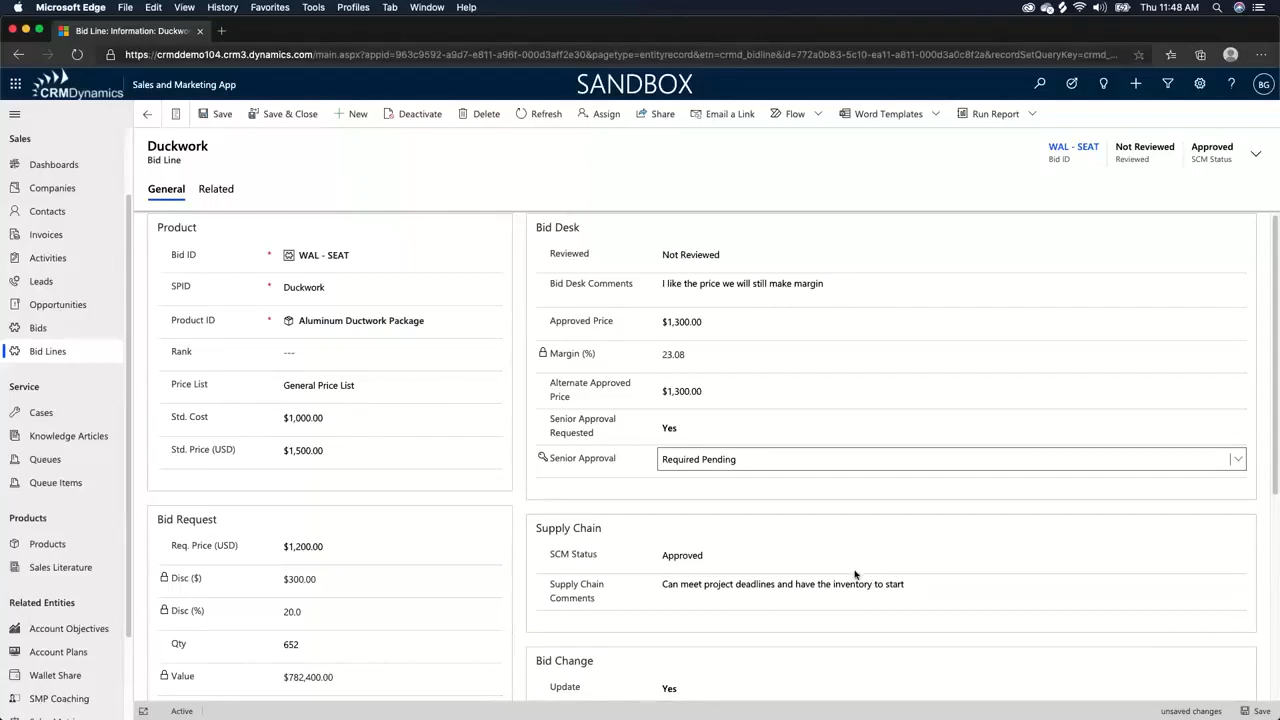 Microsoft Edge File Edit View History Favorites Tools Profiles Tab Window Help Thu 11:48 AM
Bid Line: Information: Duckwo
https://crmdemo104.crm3.dynamics.com/main.aspx?appid=963c9592-a9d7-e811-a96f-000d3aff2e30&pagetype=entityrecord&etn=crmd_bidline&id=772a0b83-5c10-ea11-a811-000d3a0c8f2a&recordSetQueryKey=crmd_...
CRMDynamics Sales and Marketing App SANDBOX BG
Save Save & Close New Deactivate Delete Refresh Assign Share Email a Link Flow Word Templates Run Report
Sales
Dashboards
Companies
Contacts
Invoices
Activities
Leads
Opportunities
Bids
Bid Lines
Service
Cases
Knowledge Articles
Queues
Queue Items
Products
Products
Sales Literature
Related Entities
Account Objectives
Account Plans
Wallet Share
SMP Coaching
Duckwork
Bid Line
WAL - SEAT Not Reviewed Approved
Bid ID Reviewed SCM Status
General Related
Product
Bid ID * WAL - SEAT
SPID * Duckwork
Product ID * Aluminum Ductwork Package
Rank ---
Price List General Price List
Std. Cost $1,000.00
Std. Price (USD) $1,500.00
Bid Request
Req. Price (USD) $1,200.00
Disc ($) $300.00
Disc (%) 20.0
Qty 652
Value $782,400.00
Bid Desk
Reviewed Not Reviewed
Bid Desk Comments I like the price we will still make margin
Approved Price $1,300.00
Margin (%) 23.08
Alternate Approved
Price $1,300.00
Senior Approval
Requested Yes
Senior Approval Required Pending
Supply Chain
SCM Status Approved
Supply Chain
Comments Can meet project deadlines and have the inventory to start
Bid Change
Update Yes
Active unsaved changes Save